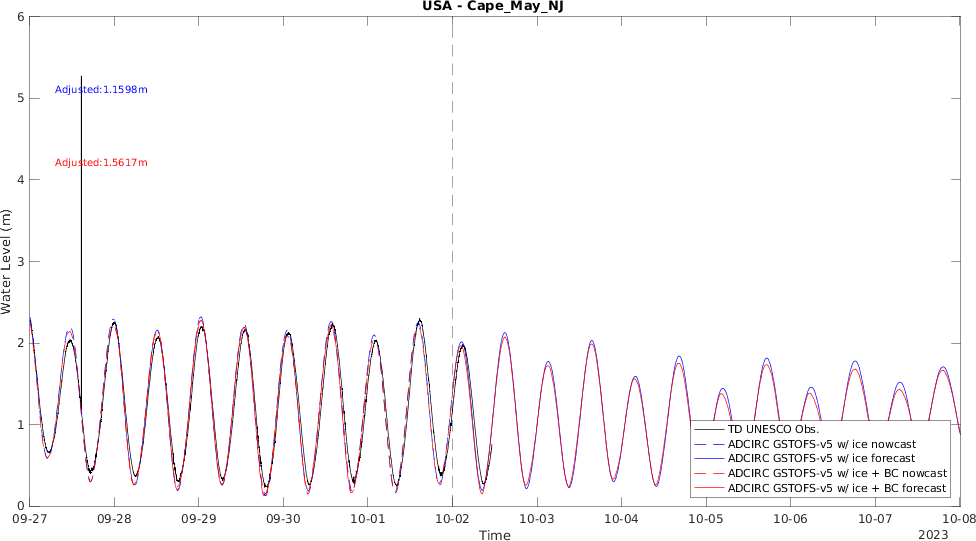 USA - Cape_May_NJ
6
5
4
3
2
1
0
Water Level (m)
Adjusted:1.1598m
Adjusted:1.5617m
TD UNESCO Obs.
ADCIRC GSTOFS-v5 w/ ice nowcast
ADCIRC GSTOFS-v5 w/ ice forecast
ADCIRC GSTOFS-v5 w/ ice + BC nowcast
ADCIRC GSTOFS-v5 w/ ice + BC forecast
09-27 09-28 09-29 09-30 10-01 10-02 10-03 10-04 10-05 10-06 10-07 10-08
Time
2023